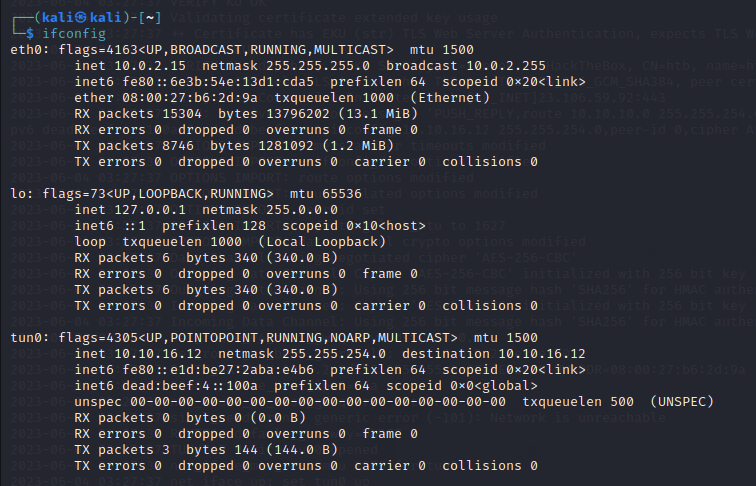 ┌──(kali㉿kali)-[~]
└─$ ifconfig
eth0: flags=4163<UP,BROADCAST,RUNNING,MULTICAST>  mtu 1500
        inet 10.0.2.15  netmask 255.255.255.0  broadcast 10.0.2.255
        inet6 fe80::6e3b:54e:13d1:cda5  prefixlen 64  scopeid 0×20<link>
        ether 08:00:27:b6:2d:9a  txqueuelen 1000  (Ethernet)
        RX packets 15304  bytes 13796202 (13.1 MiB)
        RX errors 0  dropped 0  overruns 0  frame 0
        TX packets 8746  bytes 1281092 (1.2 MiB)
        TX errors 0  dropped 0 overruns 0  carrier 0  collisions 0

lo: flags=73<UP,LOOPBACK,RUNNING>  mtu 65536
        inet 127.0.0.1  netmask 255.0.0.0
        inet6 ::1  prefixlen 128  scopeid 0×10<host>
        loop  txqueuelen 1000  (Local Loopback)
        RX packets 6  bytes 340 (340.0 B)
        RX errors 0  dropped 0  overruns 0  frame 0
        TX packets 6  bytes 340 (340.0 B)
        TX errors 0  dropped 0 overruns 0  carrier 0  collisions 0

tun0: flags=4305<UP,POINTOPOINT,RUNNING,NOARP,MULTICAST>  mtu 1500
        inet 10.10.16.12  netmask 255.255.254.0  destination 10.10.16.12
        inet6 fe80::e1d:be27:2aba:e4b6  prefixlen 64  scopeid 0×20<link>
        inet6 dead:beef:4::100a  prefixlen 64  scopeid 0×0<global>
        unspec 00-00-00-00-00-00-00-00-00-00-00-00-00-00-00-00  txqueuelen 500  (UNSPEC)
        RX packets 0  bytes 0 (0.0 B)
        RX errors 0  dropped 0  overruns 0  frame 0
        TX packets 3  bytes 144 (144.0 B)
        TX errors 0  dropped 0 overruns 0  carrier 0  collisions 0